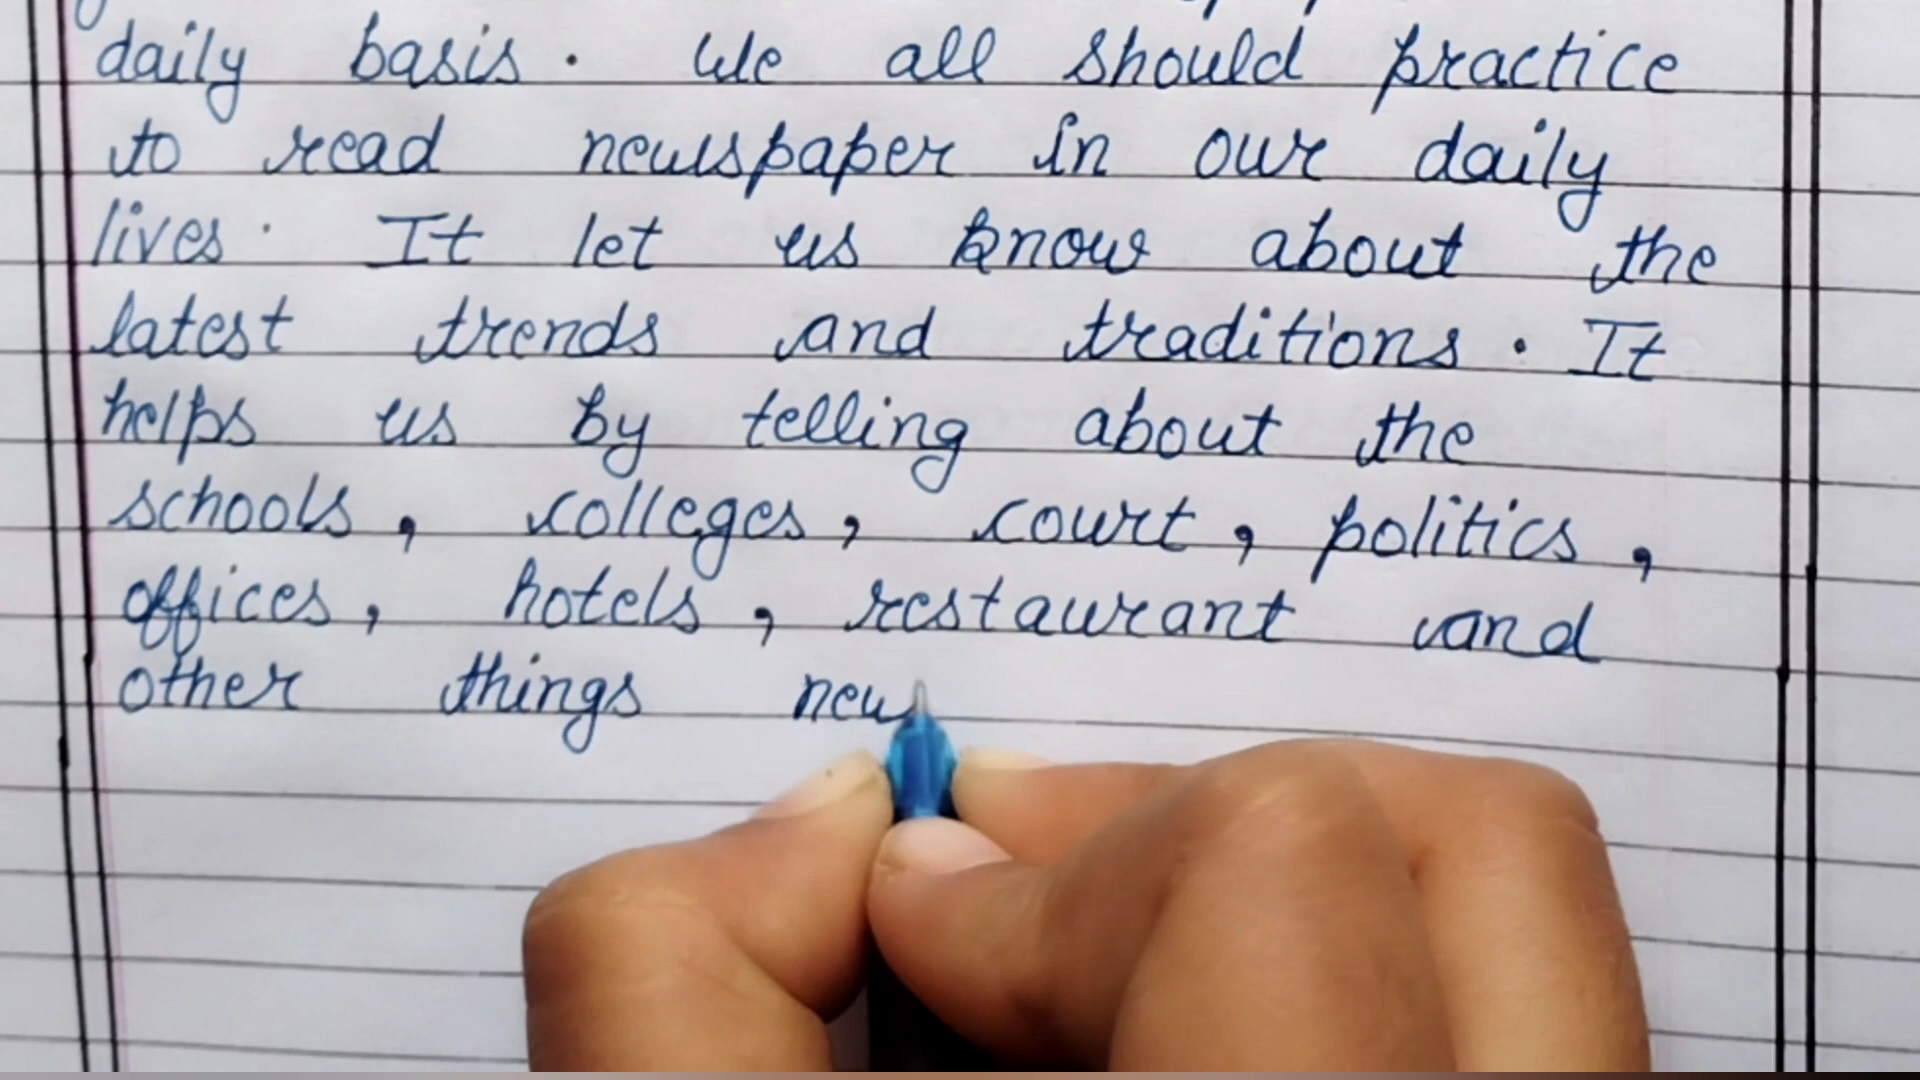 daily basis. We all should practice
to read newspaper in our daily
lives. It let us know about the
latest trends and traditions. It
helps us by telling about the
schools, colleges, court, politics,
offices, hotels, restaurant and
other things new